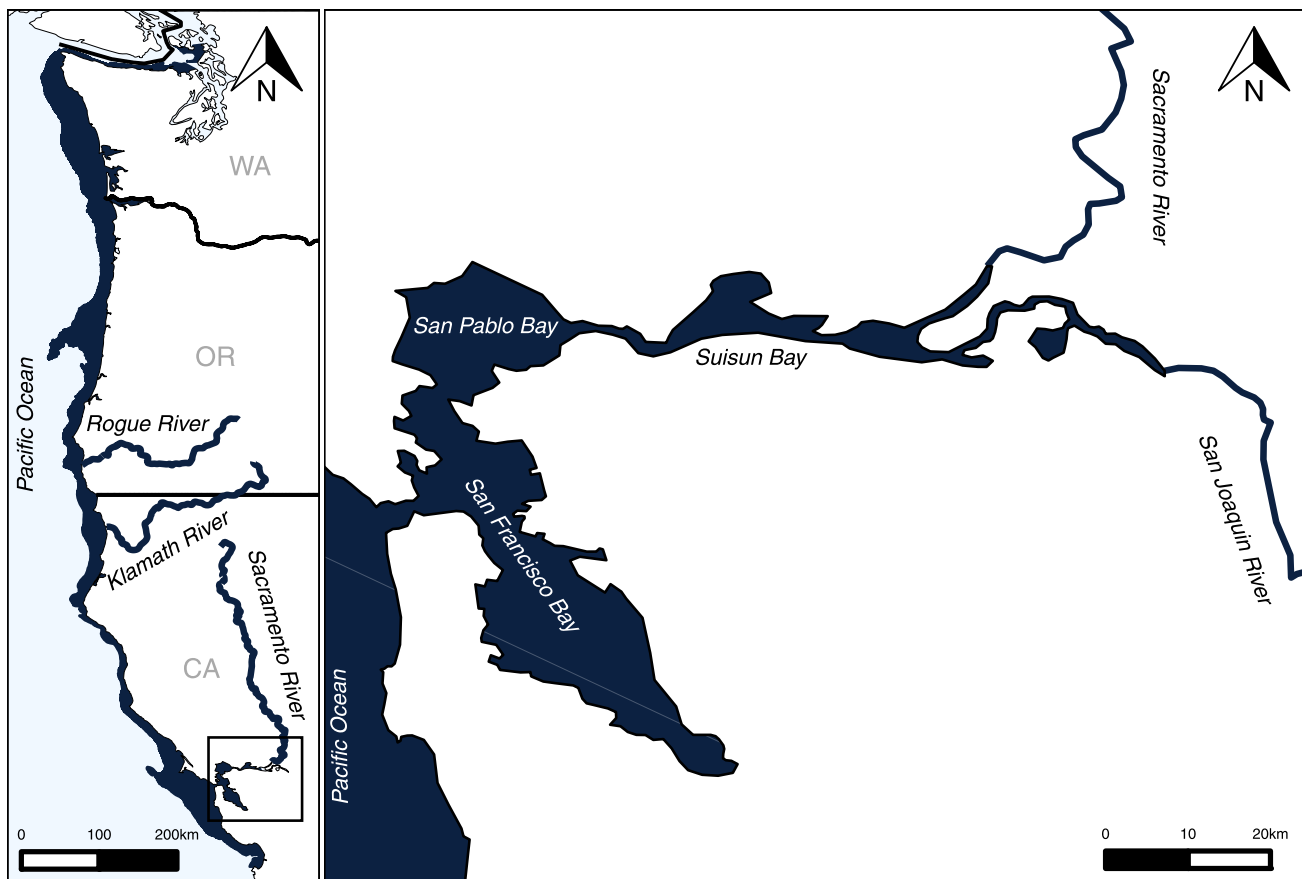 N
WA
OR
Pacific Ocean
Rogue River
Klamath River
Sacramento River
CA
0 100 200km
N
Sacramento River
San Pablo Bay
Suisun Bay
San Joaquin River
San Francisco Bay
Pacific Ocean
0 10 20km